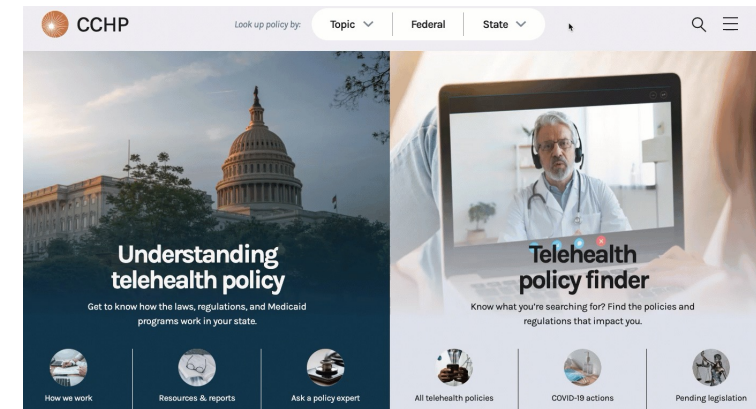 CCHP
Look up policy by:
Topic
Federal
State
Understanding
telehealth policy
Get to know how the laws, regulations, and Medicaid
programs work in your state.
How we work
Resources & reports
Ask a policy expert
Telehealth
policy finder
Know what you're searching for? Find the policies and
regulations that impact you.
All telehealth policies
COVID-19 actions
Pending legislation